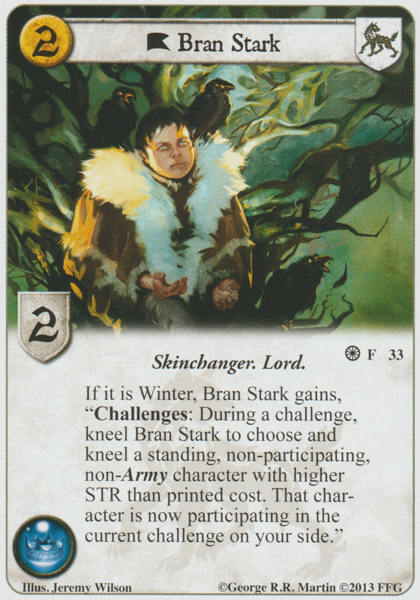 2
Bran Stark
2
Skinchanger. Lord.
F 33
If it is Winter, Bran Stark gains,
“Challenges: During a challenge,
kneel Bran Stark to choose and
kneel a standing, non-participating,
non-Army character with higher
STR than printed cost. That char-
acter is now participating in the
current challenge on your side.”
Illus. Jeremy Wilson
©George R.R. Martin ©2013 FFG